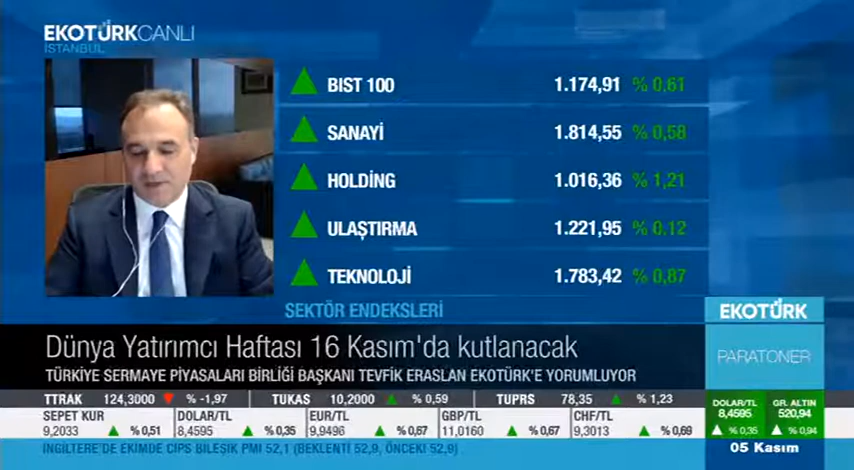 EKOTÜRK CANLI
İSTANBUL
BIST 100 1.174,91 % 0,61
SANAYİ 1.814,55 % 0,58
HOLDİNG 1.016,36 % 1,21
ULAŞTIRMA 1.221,95 % 0,12
TEKNOLOJİ 1.783,42 % 0,87
SEKTÖR ENDEKSLERİ
EKOTÜRK
PARATONER
Dünya Yatırımcı Haftası 16 Kasım'da kutlanacak
TÜRKİYE SERMAYE PİYASALARI BİRLİĞİ BAŞKANI TEVFİK ERASLAN EKOTÜRK'E YORUMLUYOR
TTRAK 124,3000 % -1,97 TUKAS 10,2000 % 0,59 TUPRS 78,35 % 1,23
SEPET KUR DOLAR/TL EUR/TL GBP/TL CHF/TL
9,2033 % 0,51 8,4595 % 0,35 9,9496 % 0,67 11,0160 % 0,67 9,3013 % 0,69
DOLAR/TL GR. ALTIN
8,4595 520,94
% 0,35 % 0,94
İNGİLTERE'DE EKİMDE CIPS BİLEŞİK PMI 52,1 (BEKLENTİ 52,9, ÖNCEKİ 52,9)
05 Kasım